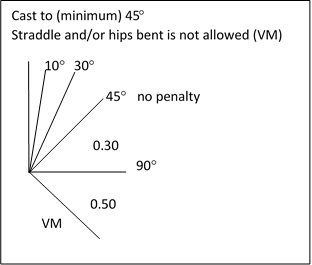 Cast to (minimum) 45°
Straddle and/or hips bent is not allowed (VM)
10° 30°
45° no penalty
0.30
90°
0.50
VM